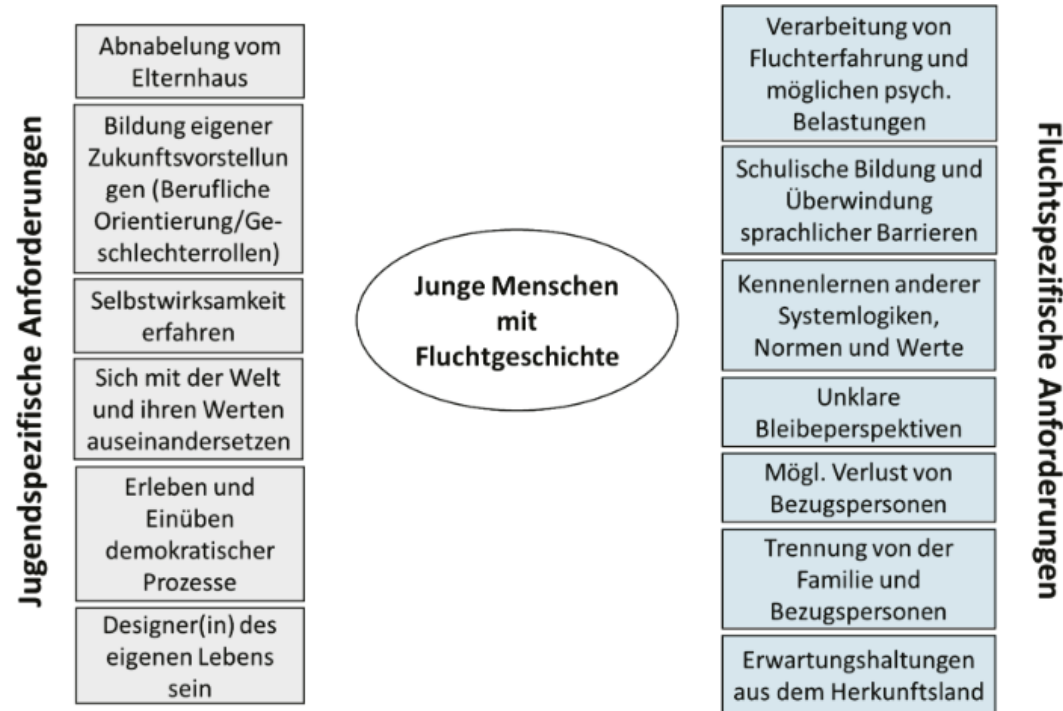 Jugendspezifische Anforderungen
Abnabelung vom
Elternhaus
Bildung eigener
Zukunftsvorstellun
gen (Berufliche
Orientierung/Ge-
schlechterrollen)
Selbstwirksamkeit
erfahren
Sich mit der Welt
und ihren Werten
auseinandersetzen
Erleben und
Einüben
demokratischer
Prozesse
Designer(in) des
eigenen Lebens
sein
Junge Menschen
mit
Fluchtgeschichte
Verarbeitung von
Fluchterfahrung und
möglichen psych.
Belastungen
Schulische Bildung und
Überwindung
sprachlicher Barrieren
Kennenlernen anderer
Systemlogiken,
Normen und Werte
Unklare
Bleibeperspektiven
Mögl. Verlust von
Bezugspersonen
Trennung von der
Familie und
Bezugspersonen
Erwartungshaltungen
aus dem Herkunftsland
Fluchtspezifische Anforderungen